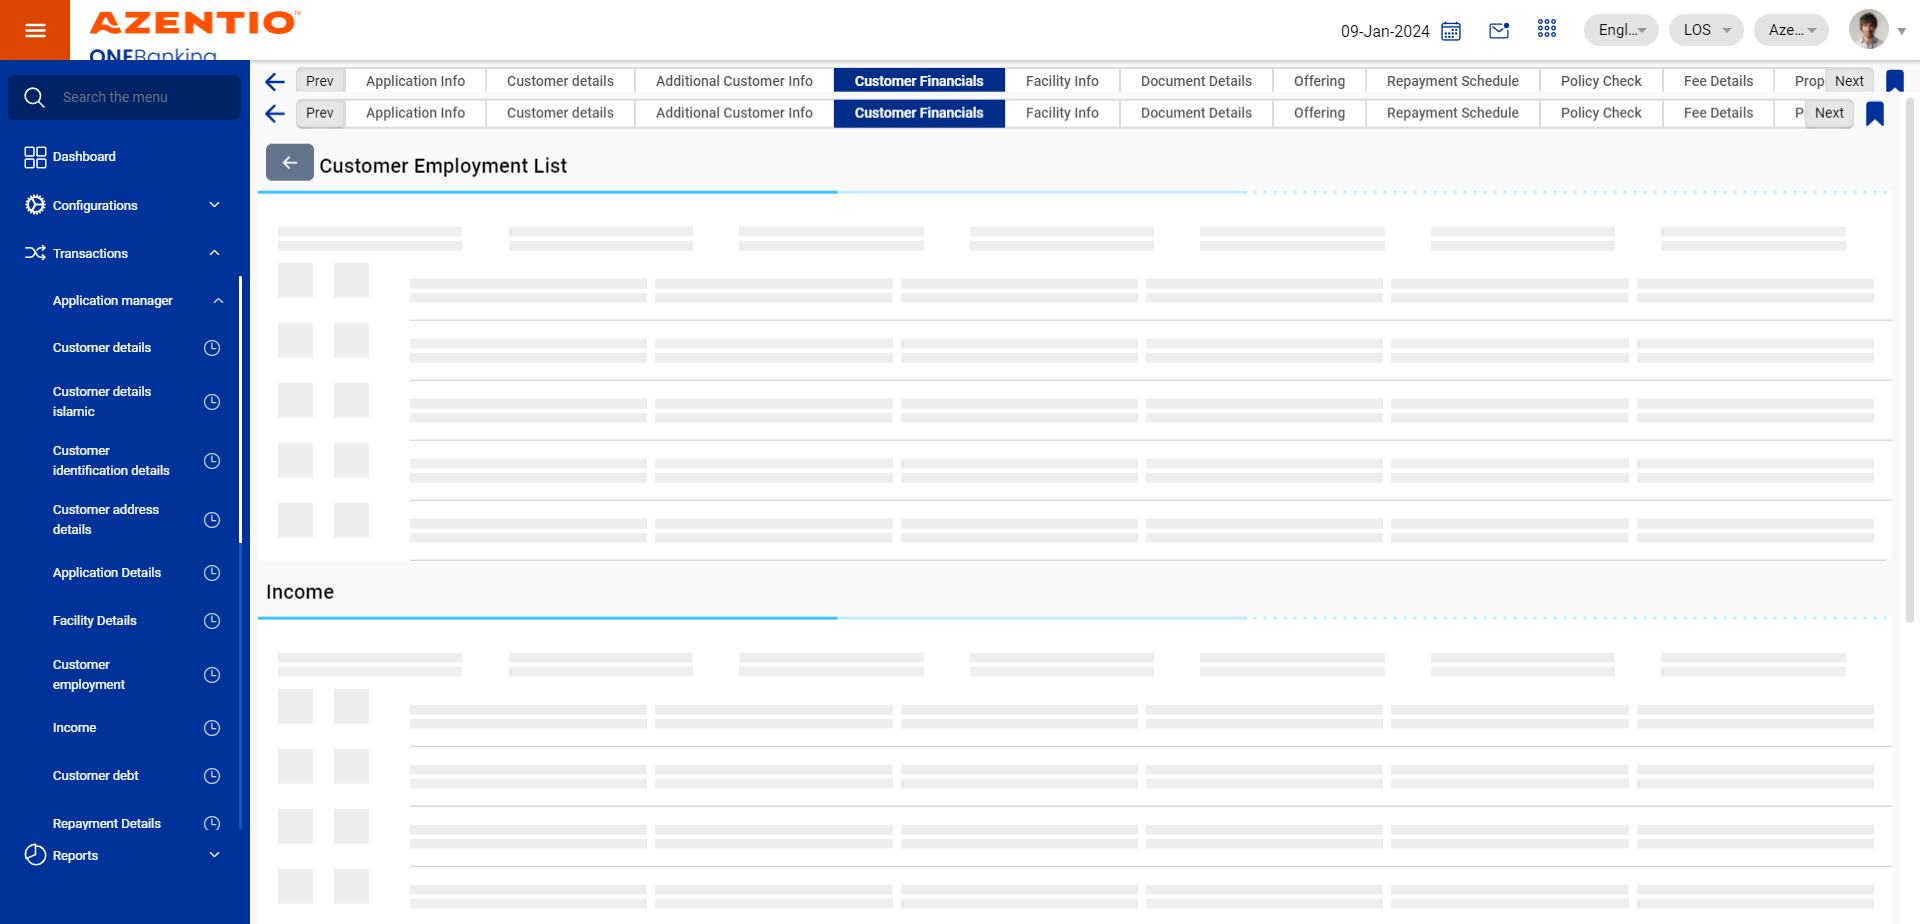 AZENTIO™
ONEBanking
09-Jan-2024
Engl...
LOS
Aze...
Search the menu
Dashboard
Configurations
Transactions
Application manager
Customer details
Customer details
islamic
Customer
identification details
Customer address
details
Application Details
Facility Details
Customer
employment
Income
Customer debt
Repayment Details
Reports
Prev Application Info Customer details Additional Customer Info Customer Financials Facility Info Document Details Offering Repayment Schedule Policy Check Fee Details Prop Next
Prev Application Info Customer details Additional Customer Info Customer Financials Facility Info Document Details Offering Repayment Schedule Policy Check Fee Details P Next
Customer Employment List
Income